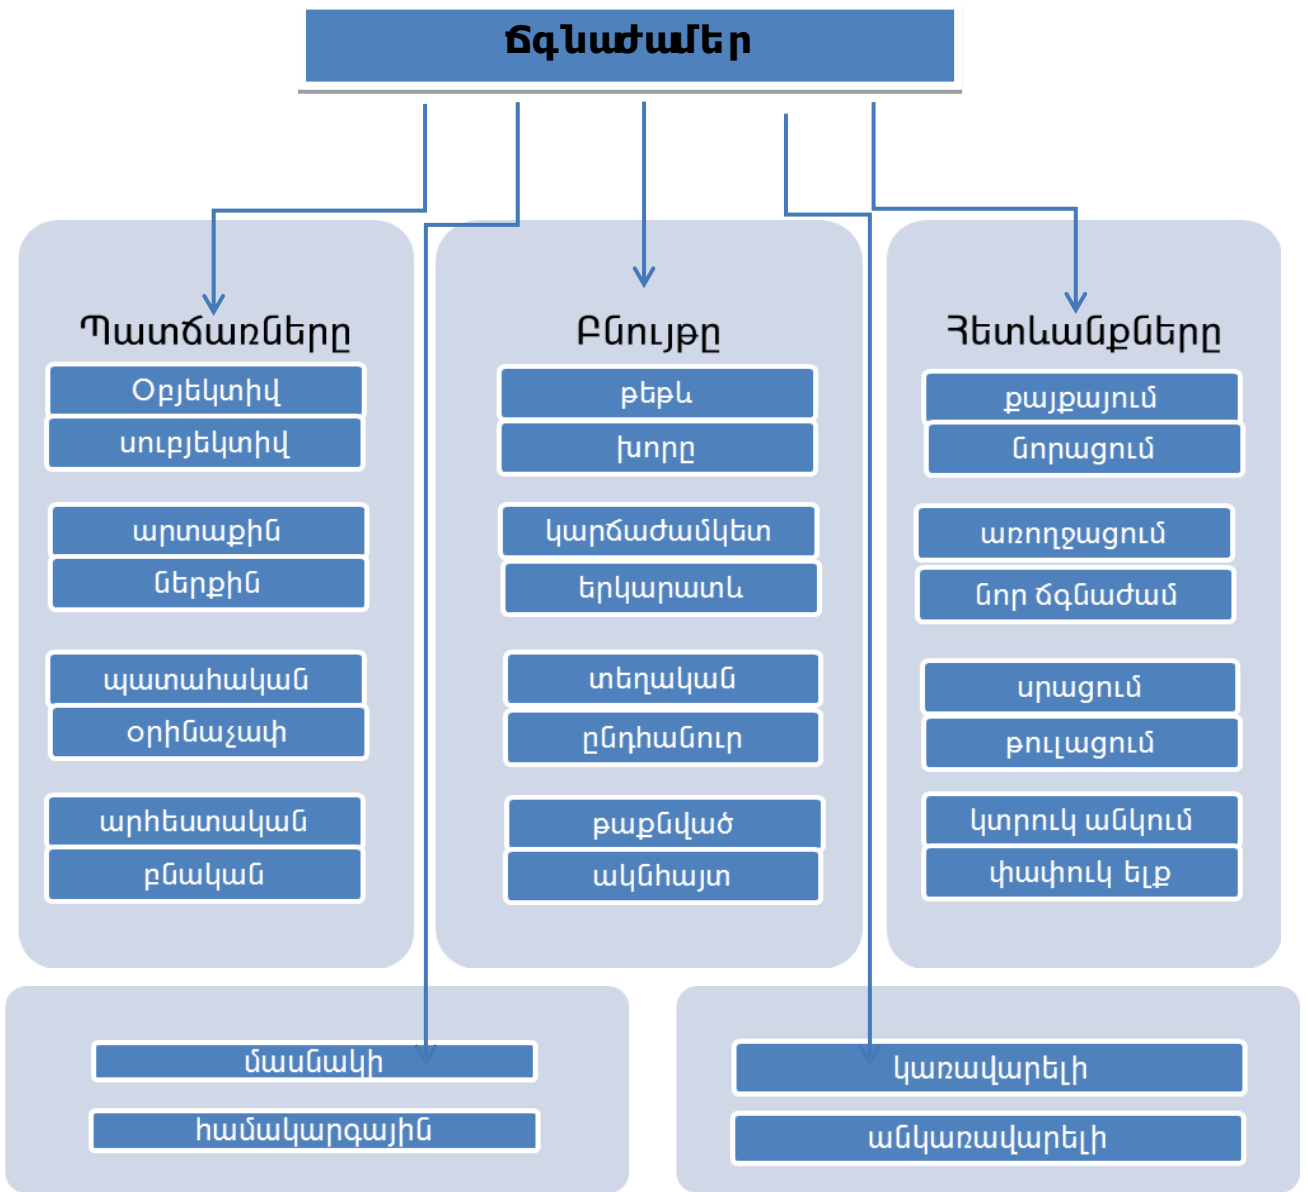 Ճգնաժամեր
Պատճառները
Օբյեկտիվ
սուբյեկտիվ
արտաքին
ներքին
պատահական
օրինաչափ
արհեստական
բնական
Բնույթը
թեթև
խորը
կարճաժամկետ
երկարատև
տեղական
ընդհանուր
թաքնված
ակնհայտ
Հետևանքները
քայքայում
նորացում
առողջացում
նոր ճգնաժամ
սրացում
թուլացում
կտրուկ անկում
փափուկ ելք
մասնակի
համակարգային
կառավարելի
անկառավարելի